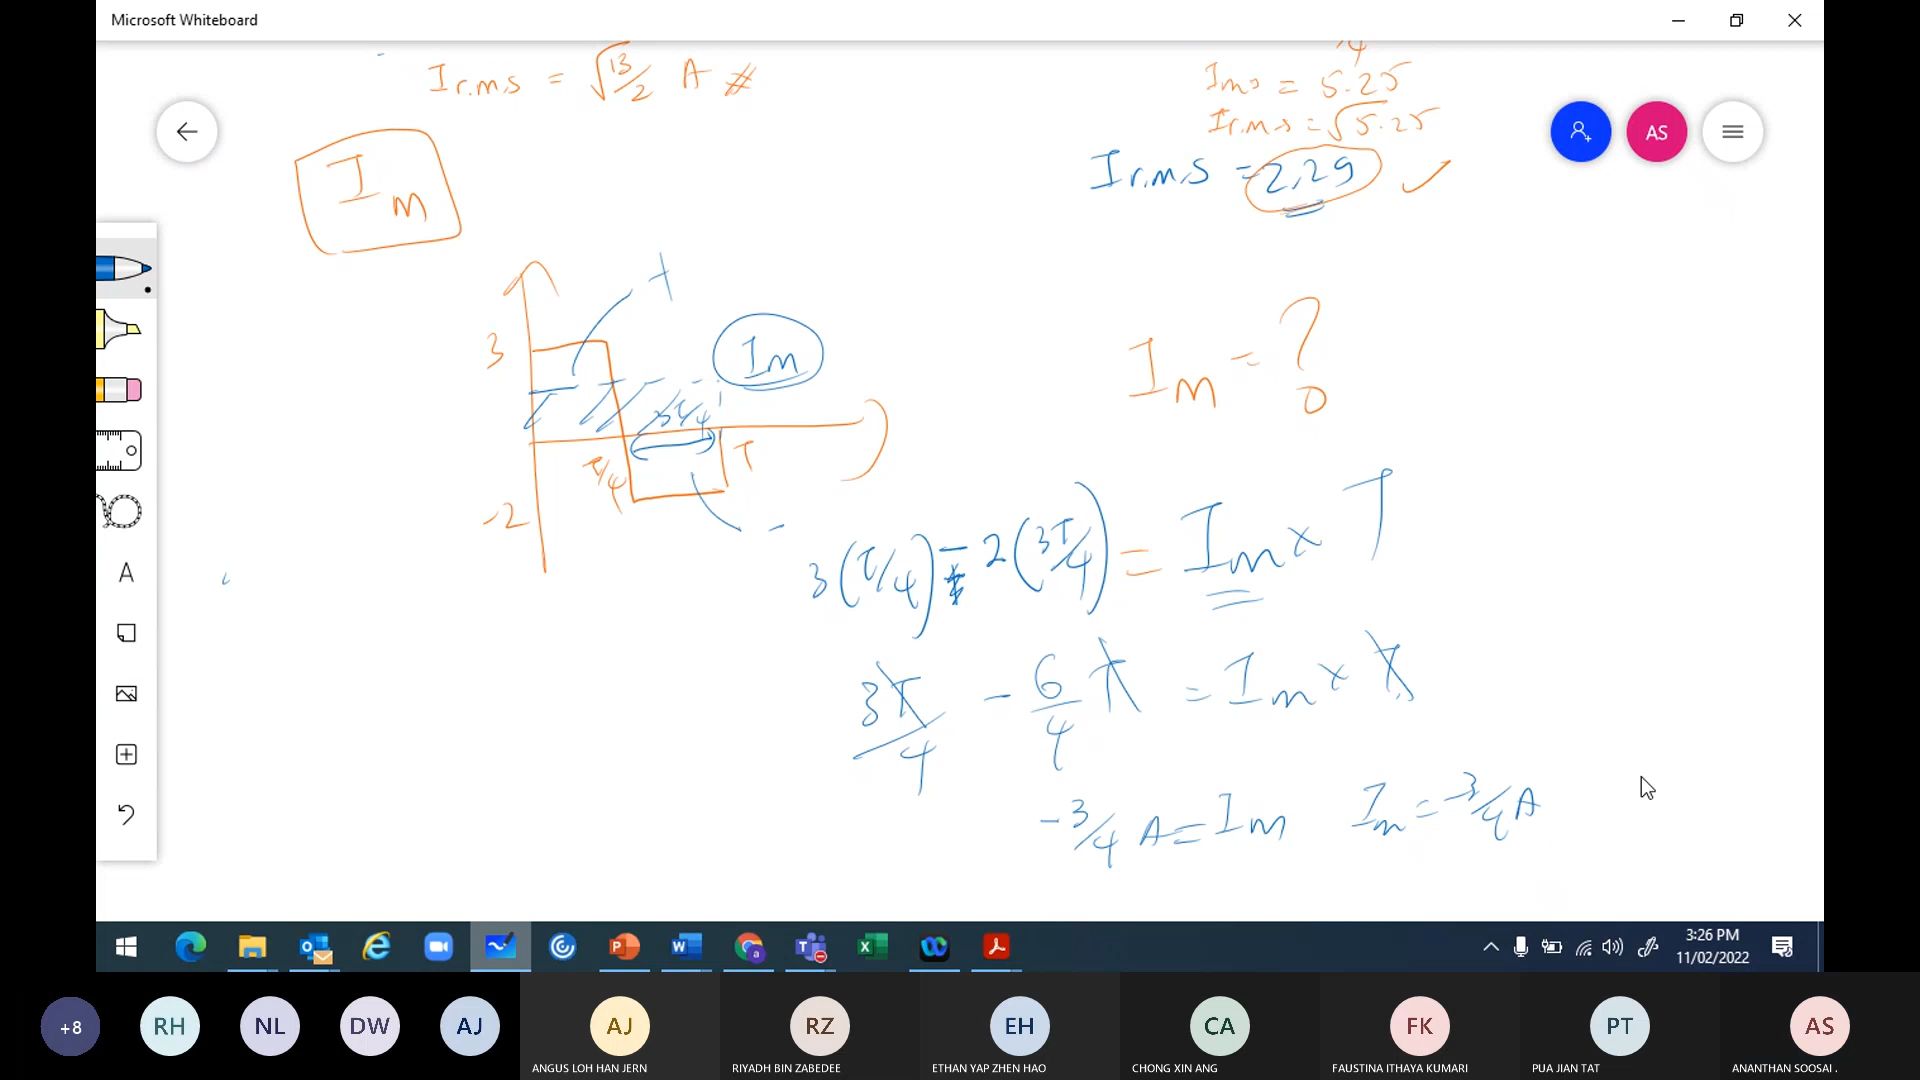 Microsoft Whiteboard
Ir.m.s = √13/2 A
Ims = 5.25
Ir.m.s = √5.25
Ir.m.s = 2.29 ✓
AS
Im
+
3
Im
3T/4
T/4
T
-2
-
Im = ?
3(T/4) - 2(3T/4) = Im × T
3T/4 - 6/4 T = Im × T
-3/4 A = Im
Im = -3/4 A
A
3:26 PM
11/02/2022
+8
RH
NL
DW
AJ
AJ
ANGUS LOH HAN JERN
RZ
RIYADH BIN ZABEDEE
EH
ETHAN YAP ZHEN HAO
CA
CHONG XIN ANG
FK
FAUSTINA ITHAYA KUMARI
PT
PUA JIAN TAT
AS
ANANTHAN SOOSAI .